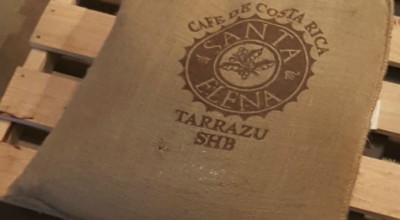 CAFE DE COSTA RICA
SANTA
ELENA
TARRAZU
SHB